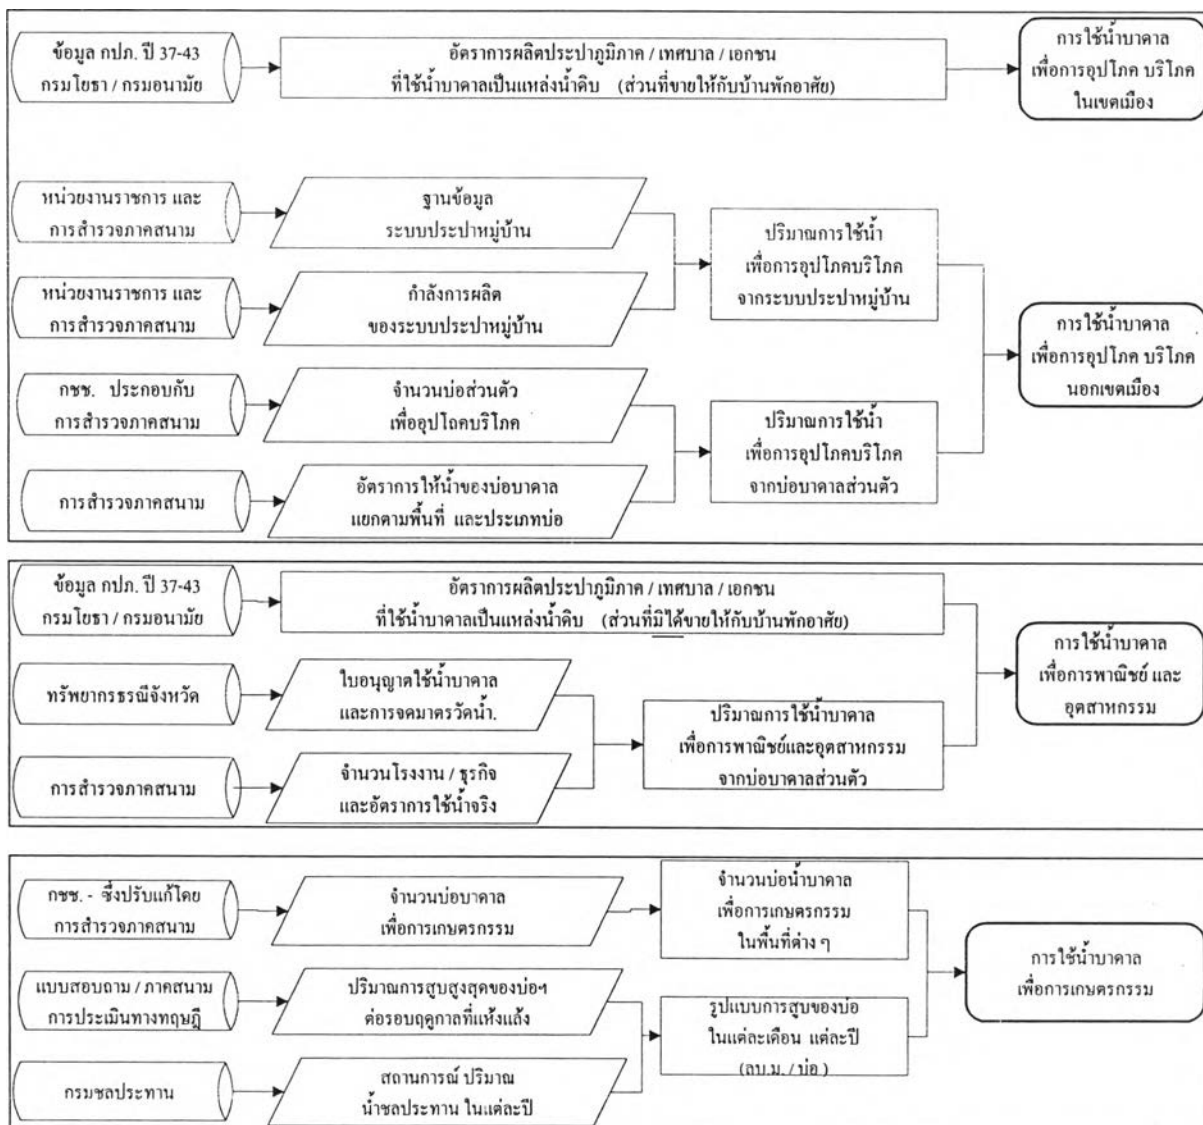 ข้อมูล กปภ. ปี 37-43
กรมโยธา / กรมอนามัย
อัตราการผลิตประปาภูมิภาค / เทศบาล / เอกชน
ที่ใช้น้ำบาดาลเป็นแหล่งน้ำดิบ (ส่วนที่ขายให้กับบ้านพักอาศัย)
การใช้น้ำบาดาล
เพื่อการอุปโภค บริโภค
ในเขตเมือง
หน่วยงานราชการ และ
การสำรวจภาคสนาม
ฐานข้อมูล
ระบบประปาหมู่บ้าน
หน่วยงานราชการ และ
การสำรวจภาคสนาม
กำลังการผลิต
ของระบบประปาหมู่บ้าน
ปริมาณการใช้น้ำ
เพื่อการอุปโภคบริโภค
จากระบบประปาหมู่บ้าน
กชช. ประกอบกับ
การสำรวจภาคสนาม
จำนวนบ่อส่วนตัว
เพื่ออุปโถคบริโภค
การสำรวจภาคสนาม
อัตราการให้น้ำของบ่อบาดาล
แยกตามพื้นที่ และประเภทบ่อ
ปริมาณการใช้น้ำ
เพื่อการอุปโภคบริโภค
จากบ่อบาดาลส่วนตัว
การใช้น้ำบาดาล
เพื่อการอุปโภค บริโภค
นอกเขตเมือง
ข้อมูล กปภ. ปี 37-43
กรมโยธา / กรมอนามัย
อัตราการผลิตประปาภูมิภาค / เทศบาล / เอกชน
ที่ใช้น้ำบาดาลเป็นแหล่งน้ำดิบ (ส่วนที่มิได้ขายให้กับบ้านพักอาศัย)
ทรัพยากรธรณีจังหวัด
ใบอนุญาตใช้น้ำบาดาล
และการจดมาตรวัดน้ำ.
การสำรวจภาคสนาม
จำนวนโรงงาน / ธุรกิจ
และอัตราการใช้น้ำจริง
ปริมาณการใช้น้ำบาดาล
เพื่อการพาณิชย์และอุตสาหกรรม
จากบ่อบาดาลส่วนตัว
การใช้น้ำบาดาล
เพื่อการพาณิชย์ และ
อุตสาหกรรม
กชช. - ซึ่งปรับแก้โดย
การสำรวจภาคสนาม
จำนวนบ่อบาดาล
เพื่อการเกษตรกรรม
จำนวนบ่อน้ำบาดาล
เพื่อการเกษตรกรรม
ในพื้นที่ต่าง ๆ
แบบสอบถาม / ภาคสนาม
การประเมินทางทฤษฎี
ปริมาณการสูบสูงสุดของบ่อฯ
ต่อรอบฤดูกาลที่แห้งแล้ง
กรมชลประทาน
สถานการณ์ ปริมาณ
น้ำชลประทาน ในแต่ละปี
รูปแบบการสูบของบ่อ
ในแต่ละเดือน แต่ละปี
(ลบ.ม. / บ่อ )
การใช้น้ำบาดาล
เพื่อการเกษตรกรรม